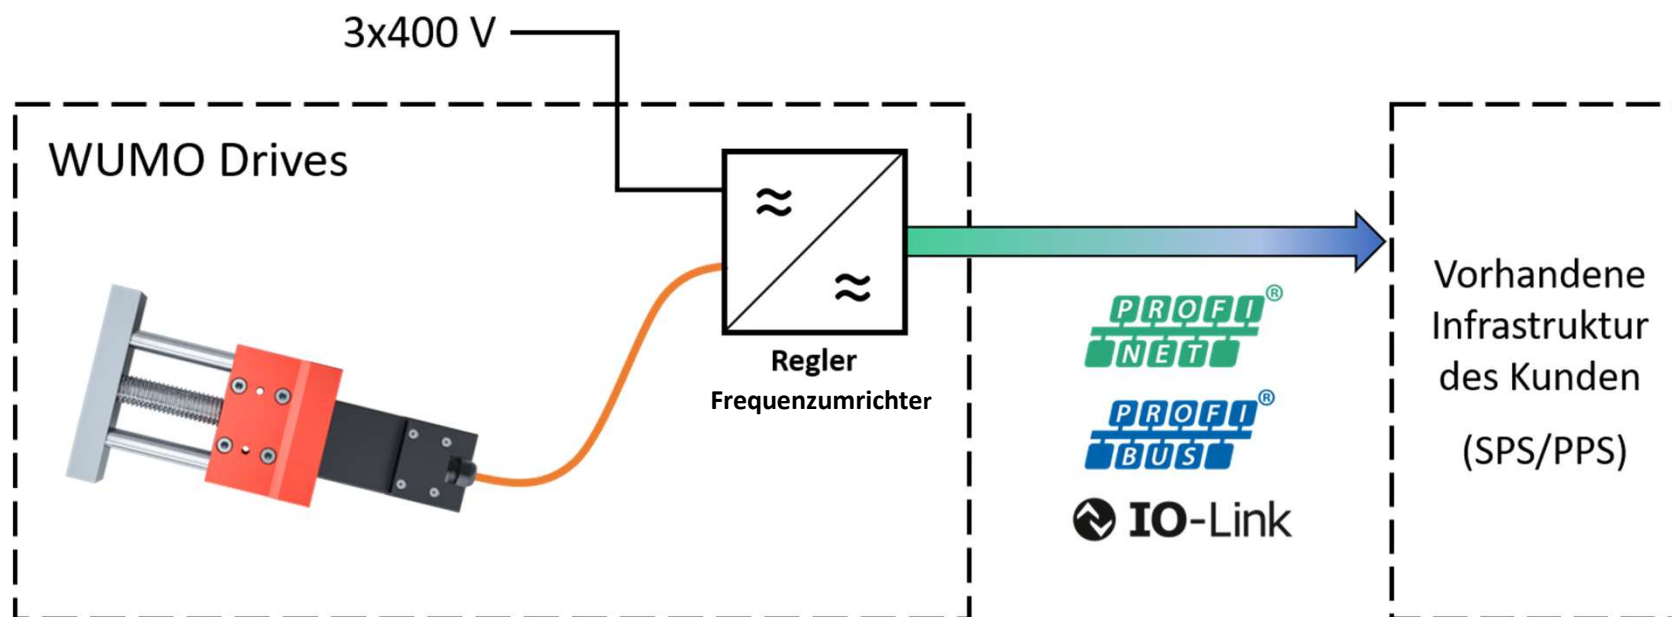 3x400 V
WUMO Drives
Regler
Frequenzumrichter
PROFI®
NET
PROFI®
BUS
IO-Link
Vorhandene
Infrastruktur
des Kunden
(SPS/PPS)